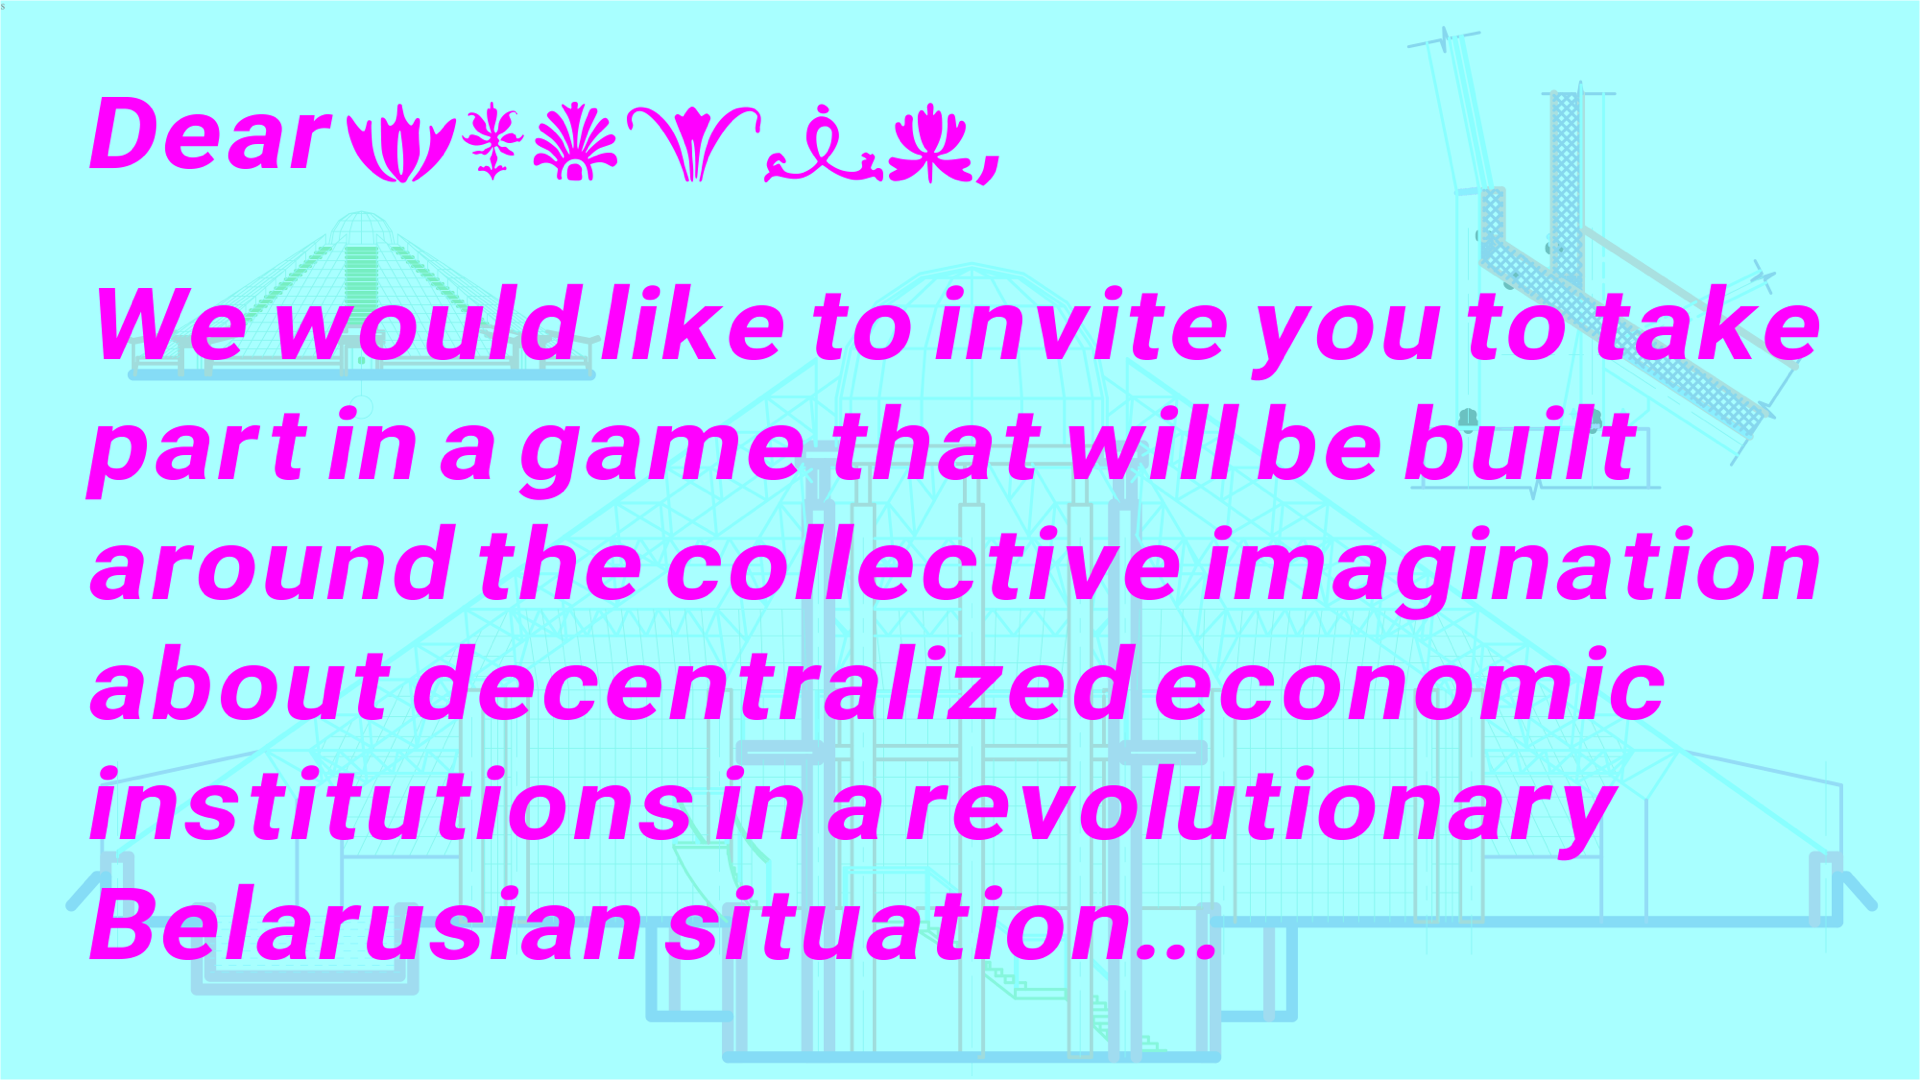 s
Dear ,
We would like to invite you to take
part in a game that will be built
around the collective imagination
about decentralized economic
institutions in a revolutionary
Belarusian situation...